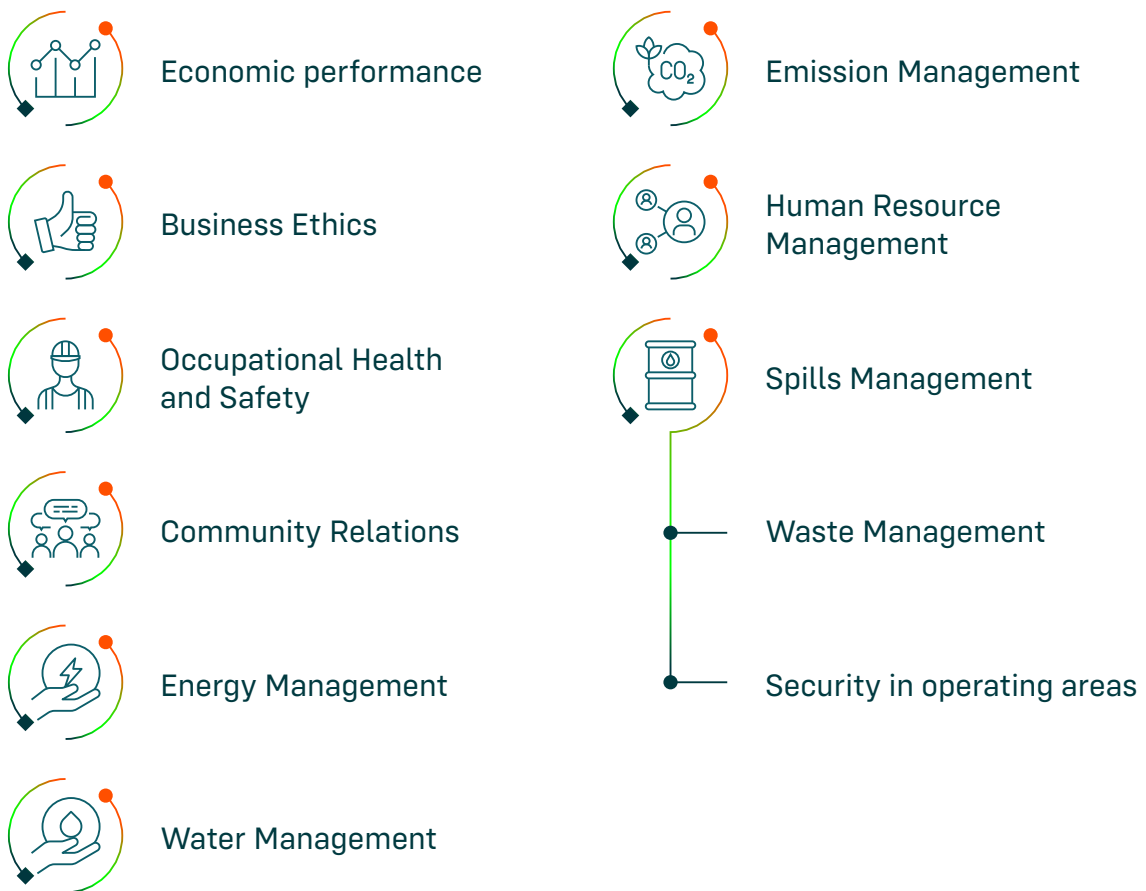 Economic performance
Business Ethics
Occupational Health
and Safety
Community Relations
Energy Management
Water Management
CO₂
Emission Management
Human Resource
Management
Spills Management
Waste Management
Security in operating areas